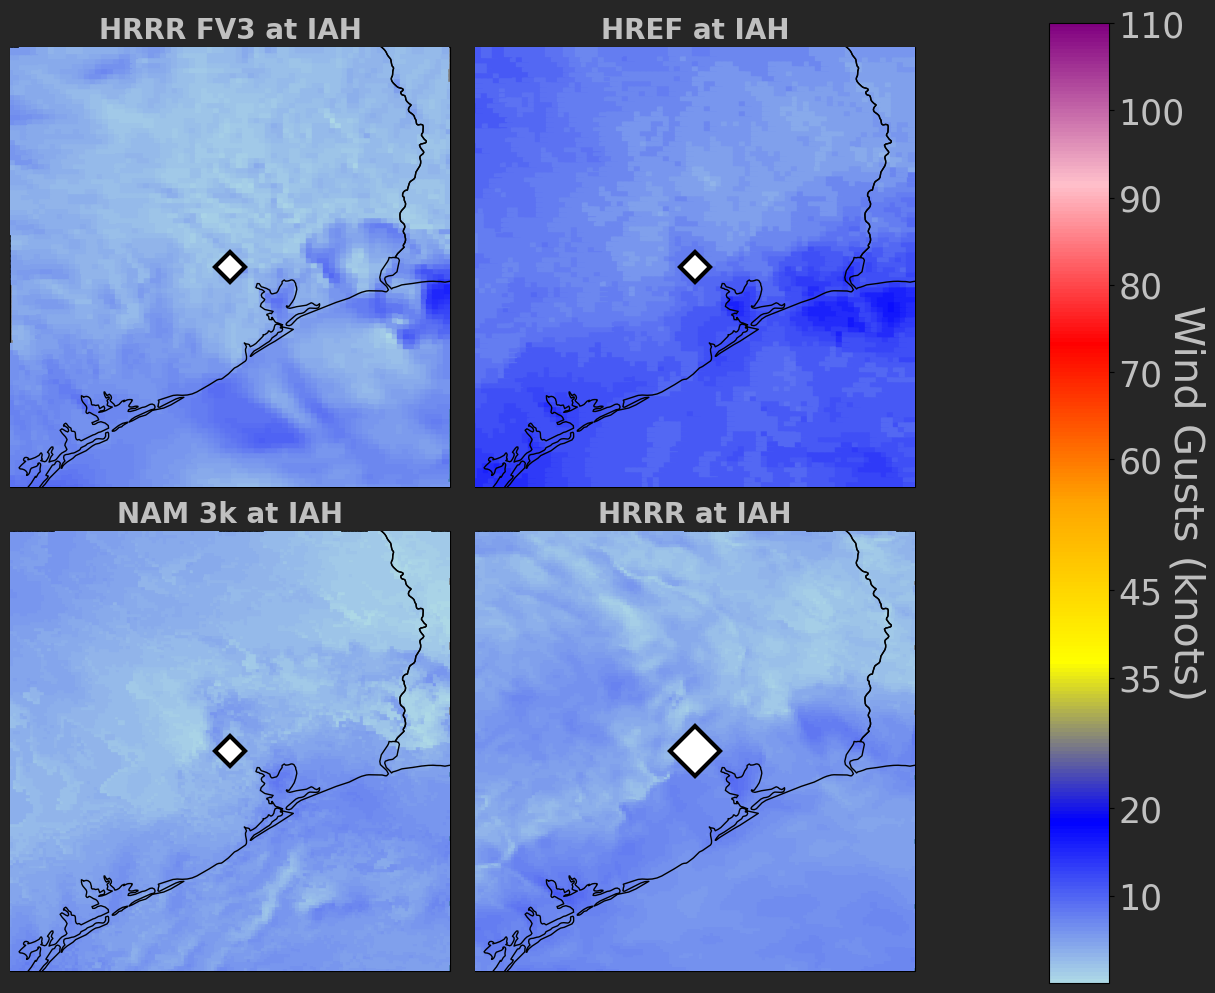 HRRR FV3 at IAH
HREF at IAH
NAM 3k at IAH
HRRR at IAH
110
100
90
80
70
60
45
35
20
10
Wind Gusts (knots)